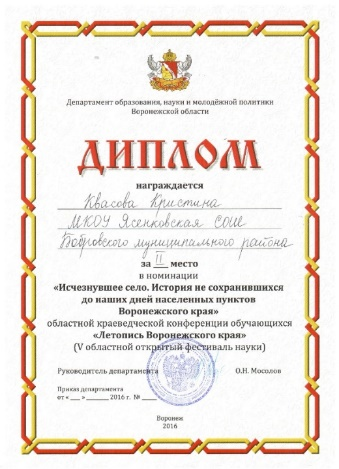 Департамент образования, науки и молодёжной политики
Воронежской области
ДИПЛОМ
награждается
Квасова Кристина
МКОУ Ясенковская СОШ
Бобровского муниципального района
за II место
в номинации
«Исчезнувшее село. История не сохранившихся
до наших дней населенных пунктов
Воронежского края»
областной краеведческой конференции обучающихся
«Летопись Воронежского края»
(V областной открытый фестиваль науки)
Руководитель департамента О.Н. Мосолов
Приказ департамента
от «___» _______ 2016 г. № ____
Воронеж
2016